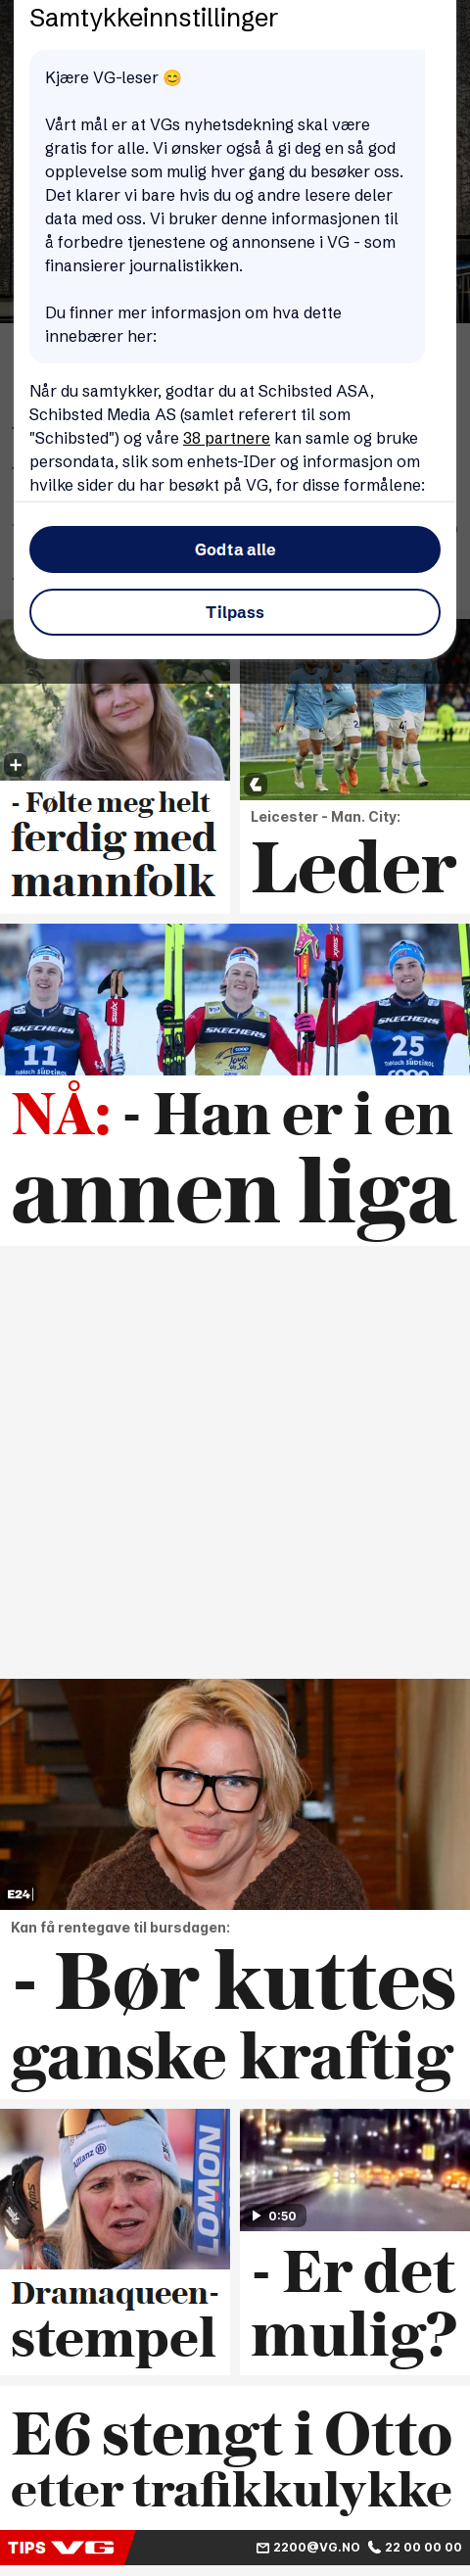 Samtykkeinnstillinger
Kjære VG-leser 😊
Vårt mål er at VGs nyhetsdekning skal være
gratis for alle. Vi ønsker også å gi deg en så god
opplevelse som mulig hver gang du besøker oss.
Det klarer vi bare hvis du og andre lesere deler
data med oss. Vi bruker denne informasjonen til
å forbedre tjenestene og annonsene i VG - som
finansierer journalistikken.
Du finner mer informasjon om hva dette
innebærer her:
Når du samtykker, godtar du at Schibsted ASA,
Schibsted Media AS (samlet referert til som
"Schibsted") og våre 38 partnere kan samle og bruke
persondata, slik som enhets-IDer og informasjon om
hvilke sider du har besøkt på VG, for disse formålene:
Godta alle
Tilpass
- Følte meg helt
ferdig med
mannfolk
Leicester - Man. City:
Leder
SKECHERS
11
SKECHERS
SKECHERS
25
NÅ: - Han er i en
annen liga
E24
Kan få rentegave til bursdagen:
- Bør kuttes
ganske kraftig
Allianz
Dramaqueen-
stempel
0:50
- Er det
mulig?
E6 stengt i Otto
etter trafikkulykke
TIPS VG 2200@VG.NO 22 00 00 00